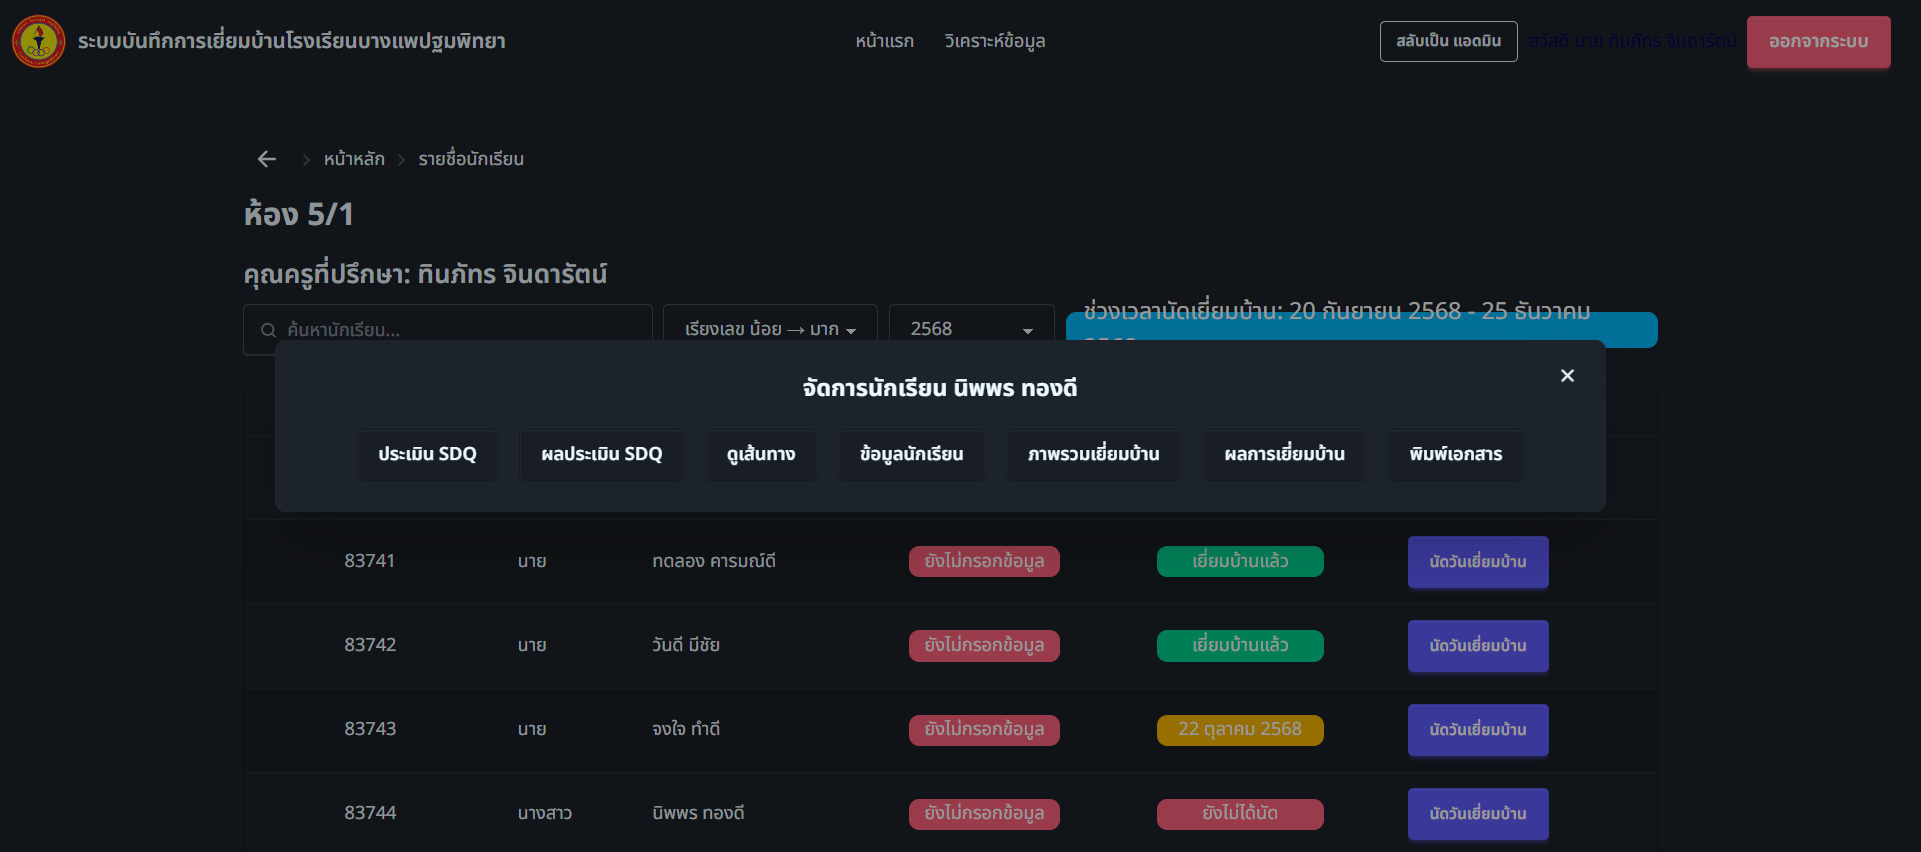 ระบบบันทึกการเยี่ยมบ้านโรงเรียนบางแพปฐมพิทยา
หน้าแรก
วิเคราะห์ข้อมูล
สลับเป็น แอดมิน
สวัสดี นาย ทินภัทร จินดารัตน์
ออกจากระบบ
หน้าหลัก
รายชื่อนักเรียน
ห้อง 5/1
คุณครูที่ปรึกษา: ทินภัทร จินดารัตน์
ค้นหานักเรียน...
เรียงเลข น้อย → มาก
2568
ช่วงเวลานัดเยี่ยมบ้าน: 20 กันยายน 2568 - 25 ธันวาคม
จัดการนักเรียน นิพพร ทองดี
ประเมิน SDQ
ผลประเมิน SDQ
ดูเส้นทาง
ข้อมูลนักเรียน
ภาพรวมเยี่ยมบ้าน
ผลการเยี่ยมบ้าน
พิมพ์เอกสาร
83741 นาย ทดลอง คารมณ์ดี ยังไม่กรอกข้อมูล เยี่ยมบ้านแล้ว นัดวันเยี่ยมบ้าน
83742 นาย วันดี มีชัย ยังไม่กรอกข้อมูล เยี่ยมบ้านแล้ว นัดวันเยี่ยมบ้าน
83743 นาย จงใจ ทำดี ยังไม่กรอกข้อมูล 22 ตุลาคม 2568 นัดวันเยี่ยมบ้าน
83744 นางสาว นิพพร ทองดี ยังไม่กรอกข้อมูล ยังไม่ได้นัด นัดวันเยี่ยมบ้าน